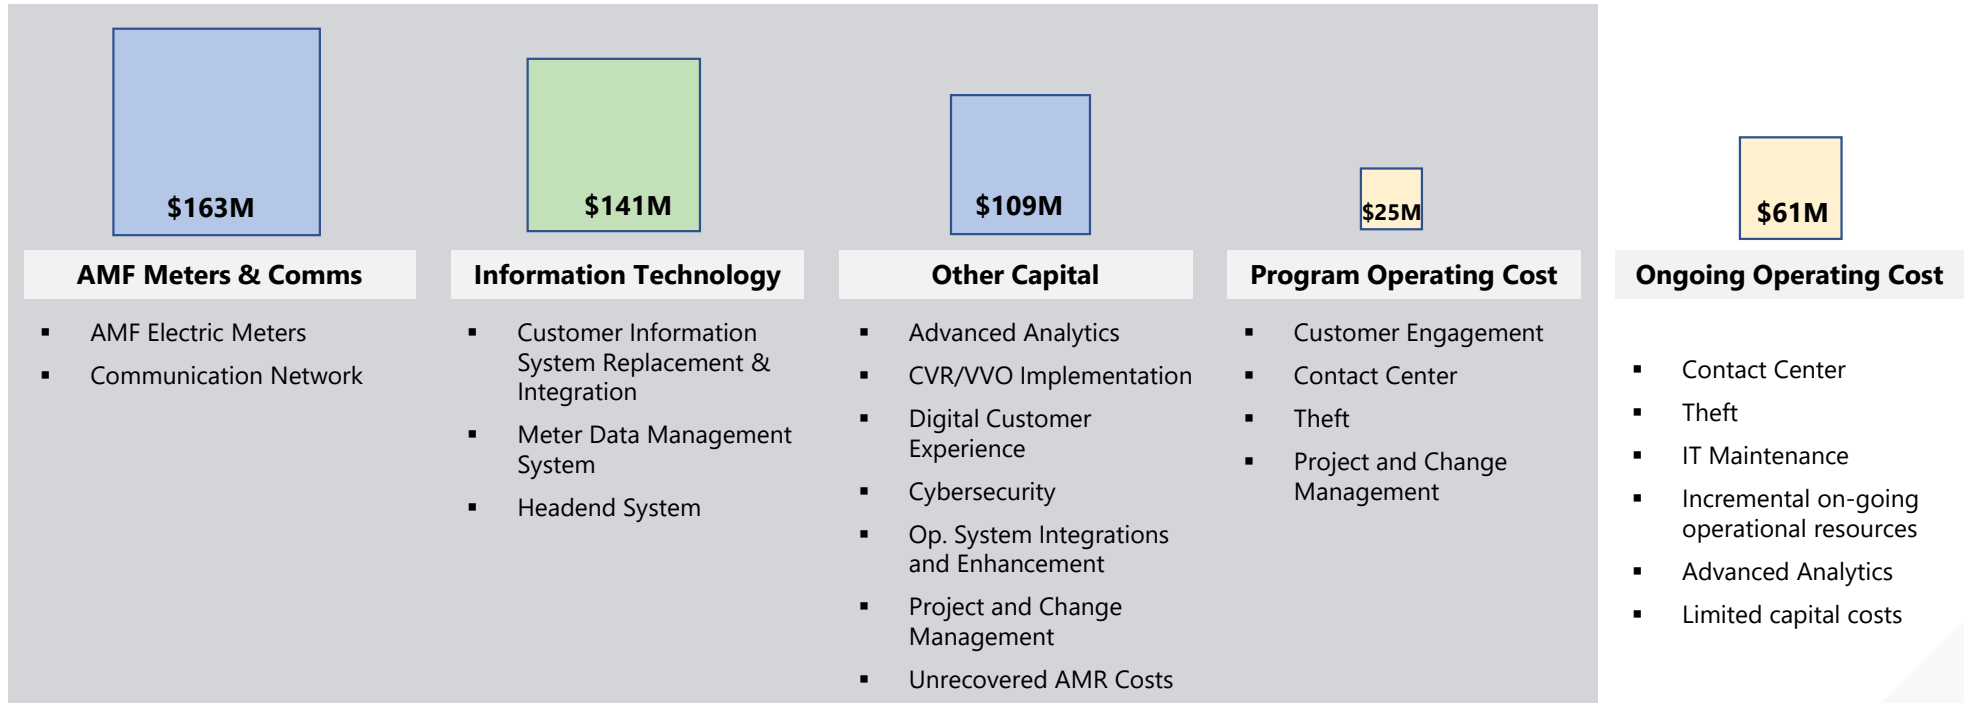 $163M
AMF Meters & Comms
▪ AMF Electric Meters
▪ Communication Network
$141M
Information Technology
▪ Customer Information
System Replacement &
Integration
▪ Meter Data Management
System
▪ Headend System
$109M
Other Capital
▪ Advanced Analytics
▪ CVR/VVO Implementation
▪ Digital Customer
Experience
▪ Cybersecurity
▪ Op. System Integrations
and Enhancement
▪ Project and Change
Management
▪ Unrecovered AMR Costs
$25M
Program Operating Cost
▪ Customer Engagement
▪ Contact Center
▪ Theft
▪ Project and Change
Management
$61M
Ongoing Operating Cost
▪ Contact Center
▪ Theft
▪ IT Maintenance
▪ Incremental on-going
operational resources
▪ Advanced Analytics
▪ Limited capital costs